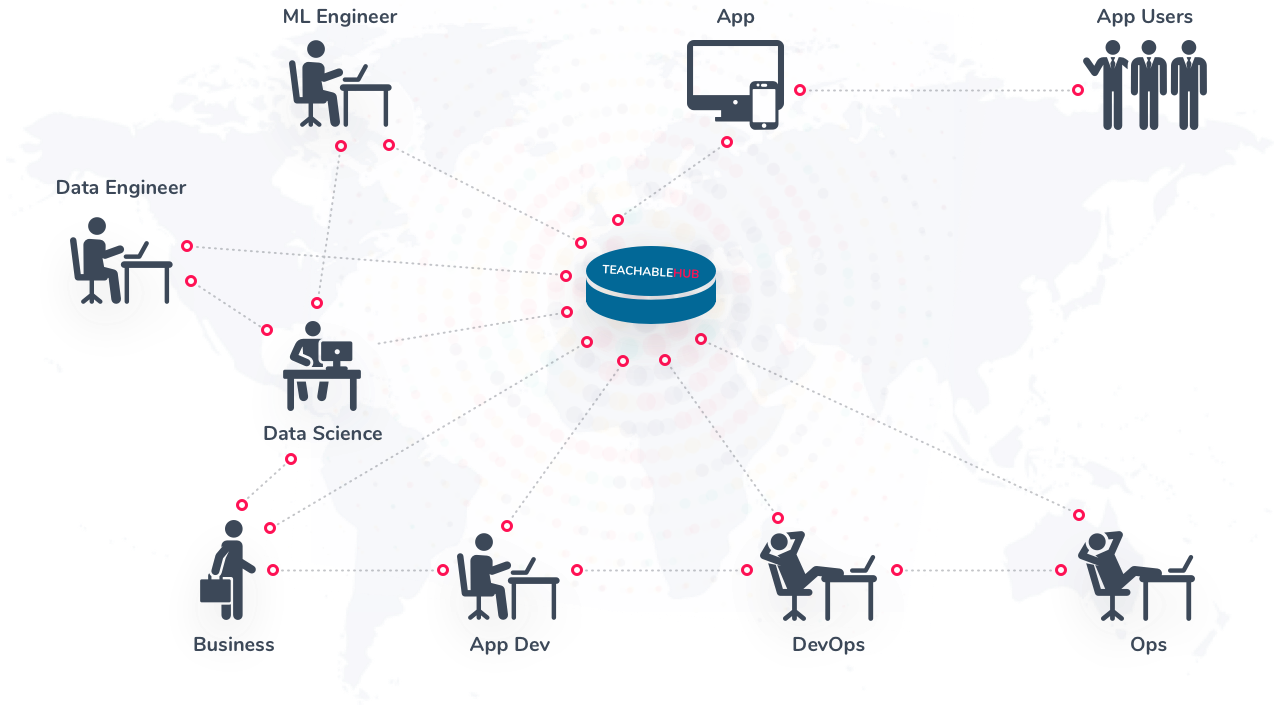 ML Engineer
App
App Users
Data Engineer
TEACHABLEHUB
Data Science
Business
App Dev
DevOps
Ops